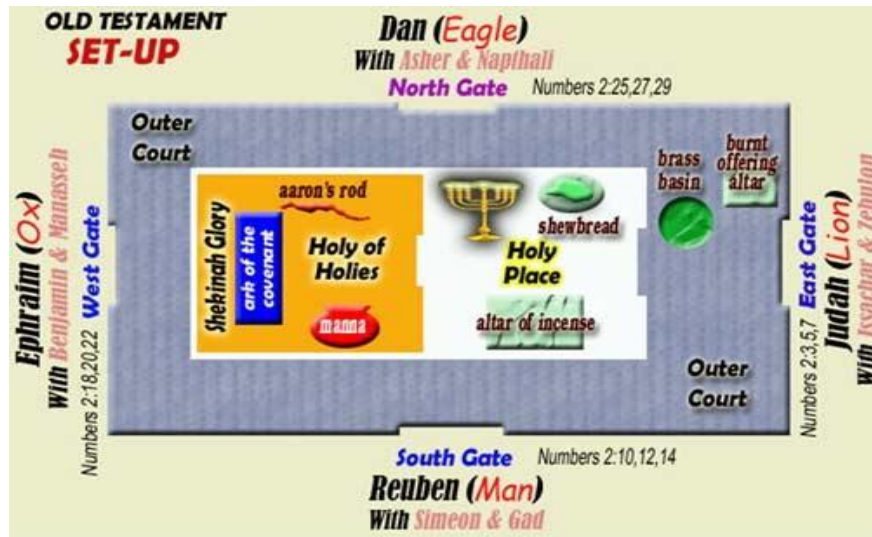 OLD TESTAMENT
SET-UP
Dan (Eagle)
With Asher & Napthali
North Gate
Numbers 2:25,27,29
Outer
Court
brass
basin
burnt
offering
altar
aaron's rod
shewbread
Shekinah Glory
ark of the
covenant
Holy of
Holies
Holy
Place
manna
altar of incense
Ephraim (Ox)
With Benjamin & Manasseh
West Gate
Numbers 2:18,20,22
East Gate
Judah (Lion)
With Issachar & Zebulon
Numbers 2:3,5,7
Outer
Court
South Gate
Numbers 2:10,12,14
Reuben (Man)
With Simeon & Gad